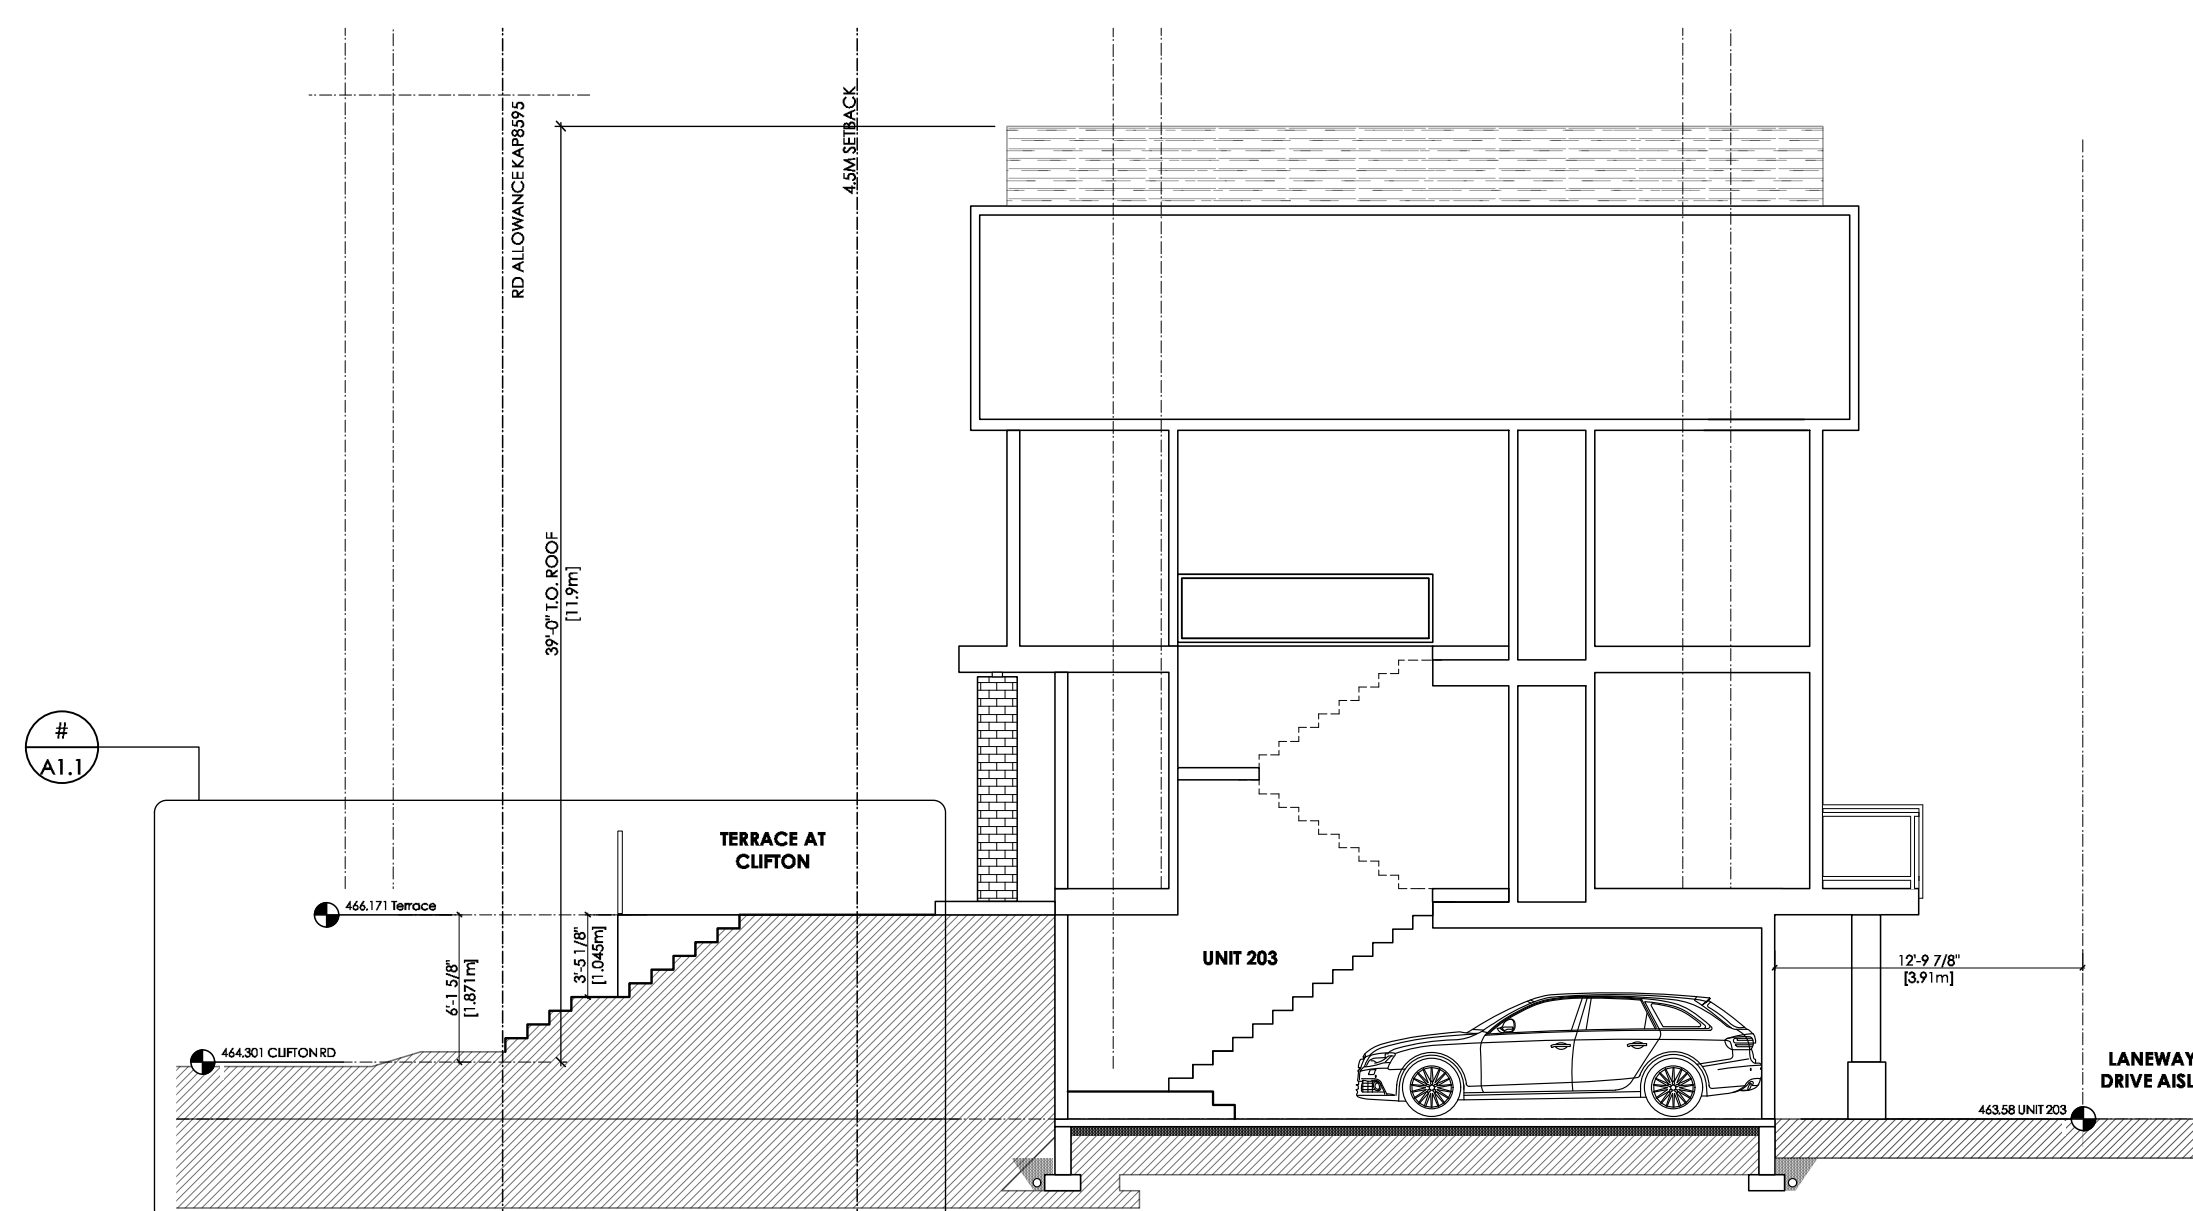 RD ALLOWANCE KAP8595
4.5M SETBACK
39'-0" T.O. ROOF
[11.9m]
#
A1.1
TERRACE AT
CLIFTON
466.171 Terrace
6'-1 5/8"
[1.871m]
3'-5 1/8"
[1.045m]
UNIT 203
12'-9 7/8"
[3.91m]
464.301 CLIFTON RD
LANEWAY
DRIVE AISL
463.58 UNIT 203